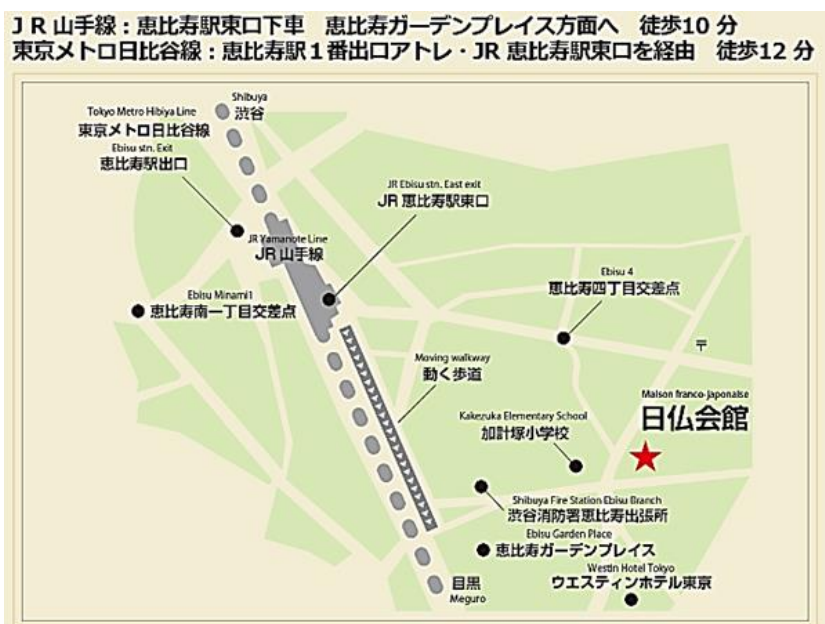 ＪＲ山手線：恵比寿駅東口下車　恵比寿ガーデンプレイス方面へ　徒歩10 分
東京メトロ日比谷線：恵比寿駅１番出口アトレ・JR 恵比寿駅東口を経由　徒歩12 分
Shibuya
渋谷
Tokyo Metro Hibiya Line
東京メトロ日比谷線
Ebisu stn. Exit
恵比寿駅出口
JR Ebisu stn. East exit
JR 恵比寿駅東口
JR Yamanote Line
JR 山手線
Ebisu 4
恵比寿四丁目交差点
Ebisu Minami1
恵比寿南一丁目交差点
〒
Moving walkway
動く歩道
Maison franco-japonaise
日仏会館
Kakezuka Elementary School
加計塚小学校
Shibuya Fire Station Ebisu Branch
渋谷消防署恵比寿出張所
Ebisu Garden Place
恵比寿ガーデンプレイス
Westin Hotel Tokyo
ウエスティンホテル東京
目黒
Meguro